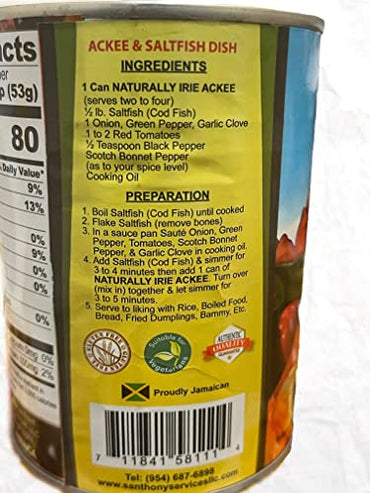 acts
per
p (53g)
80
Daily Value*
9%
13%
0%
9%
0%
0%
0%
0mg 0%
2%
ACKEE & SALTFISH DISH
INGREDIENTS
1 Can NATURALLY IRIE ACKEE
(serves two to four)
½ lb. Saltfish (Cod Fish)
1 Onion, Green Pepper, Garlic Clove
1 to 2 Red Tomatoes
½ Teaspoon Black Pepper
Scotch Bonnet Pepper
(as to your spice level)
Cooking Oil
PREPARATION
1. Boil Saltfish (Cod Fish) until cooked
2. Flake Saltfish (remove bones)
3. In a sauce pan Sauté Onion, Green
Pepper, Tomatoes, Scotch Bonnet
Pepper, & Garlic Clove in cooking oil.
4. Add Saltfish (Cod Fish) & simmer for
3 to 4 minutes then add 1 can of
NATURALLY IRIE ACKEE. Turn over
(mix in) together & let simmer for
3 to 5 minutes.
5. Serve to liking with Rice, Boiled Food,
Bread, Fried Dumplings, Bammy, Etc.
Suitable for
Vegetarians
AUTHENTIC
QUALITY
GUARANTEE
Proudly Jamaican
7 11841 58111 4
Tel: (954) 687-6898
www.santhonyservicesllc.com